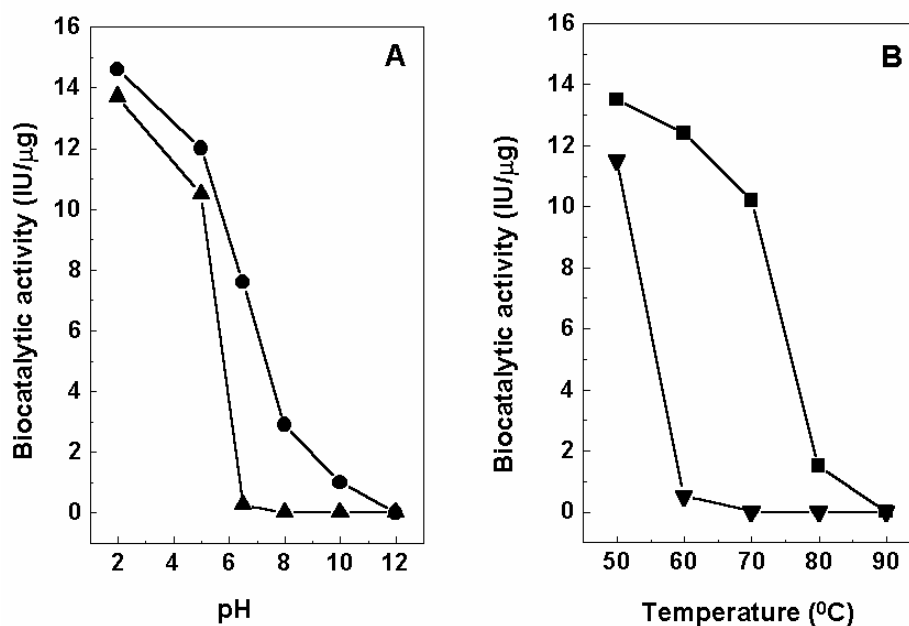 A
Biocatalytic activity (IU/μg)
16
14
12
10
8
6
4
2
0
2 4 6 8 10 12
pH
B
Biocatalytic activity (IU/μg)
16
14
12
10
8
6
4
2
0
50 60 70 80 90
Temperature (⁰C)